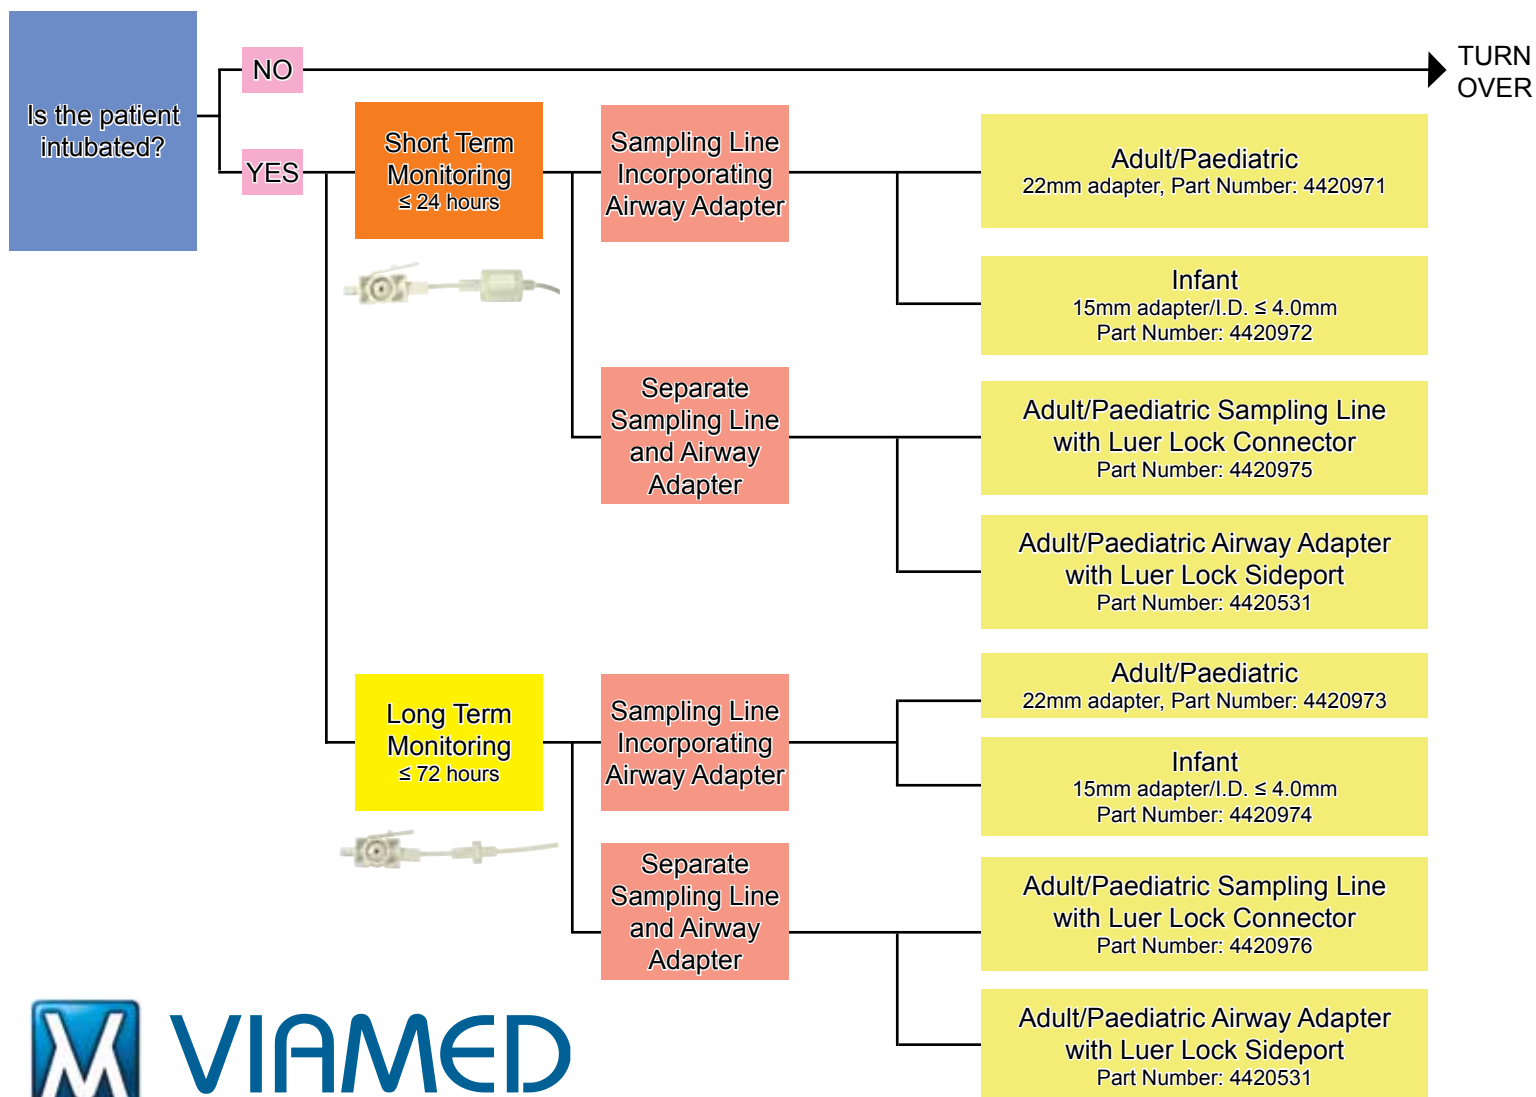 Is the patient
intubated?
NO
TURN
OVER
YES
Short Term
Monitoring
≤ 24 hours
Sampling Line
Incorporating
Airway Adapter
Adult/Paediatric
22mm adapter, Part Number: 4420971
Infant
15mm adapter/I.D. ≤ 4.0mm
Part Number: 4420972
Separate
Sampling Line
and Airway
Adapter
Adult/Paediatric Sampling Line
with Luer Lock Connector
Part Number: 4420975
Adult/Paediatric Airway Adapter
with Luer Lock Sideport
Part Number: 4420531
Long Term
Monitoring
≤ 72 hours
Sampling Line
Incorporating
Airway Adapter
Adult/Paediatric
22mm adapter, Part Number: 4420973
Infant
15mm adapter/I.D. ≤ 4.0mm
Part Number: 4420974
Separate
Sampling Line
and Airway
Adapter
Adult/Paediatric Sampling Line
with Luer Lock Connector
Part Number: 4420976
Adult/Paediatric Airway Adapter
with Luer Lock Sideport
Part Number: 4420531
VIAMED